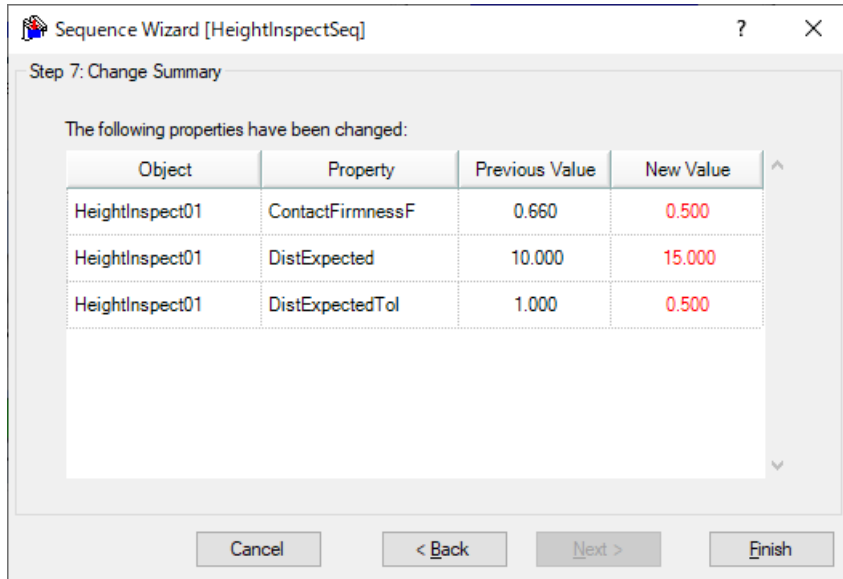 Sequence Wizard [HeightInspectSeq] ?
Step 7: Change Summary
The following properties have been changed:
Object Property Previous Value New Value
HeightInspect01 ContactFirmnessF 0.660 0.500
HeightInspect01 DistExpected 10.000 15.000
HeightInspect01 DistExpectedTol 1.000 0.500
Cancel < Back Next > Finish